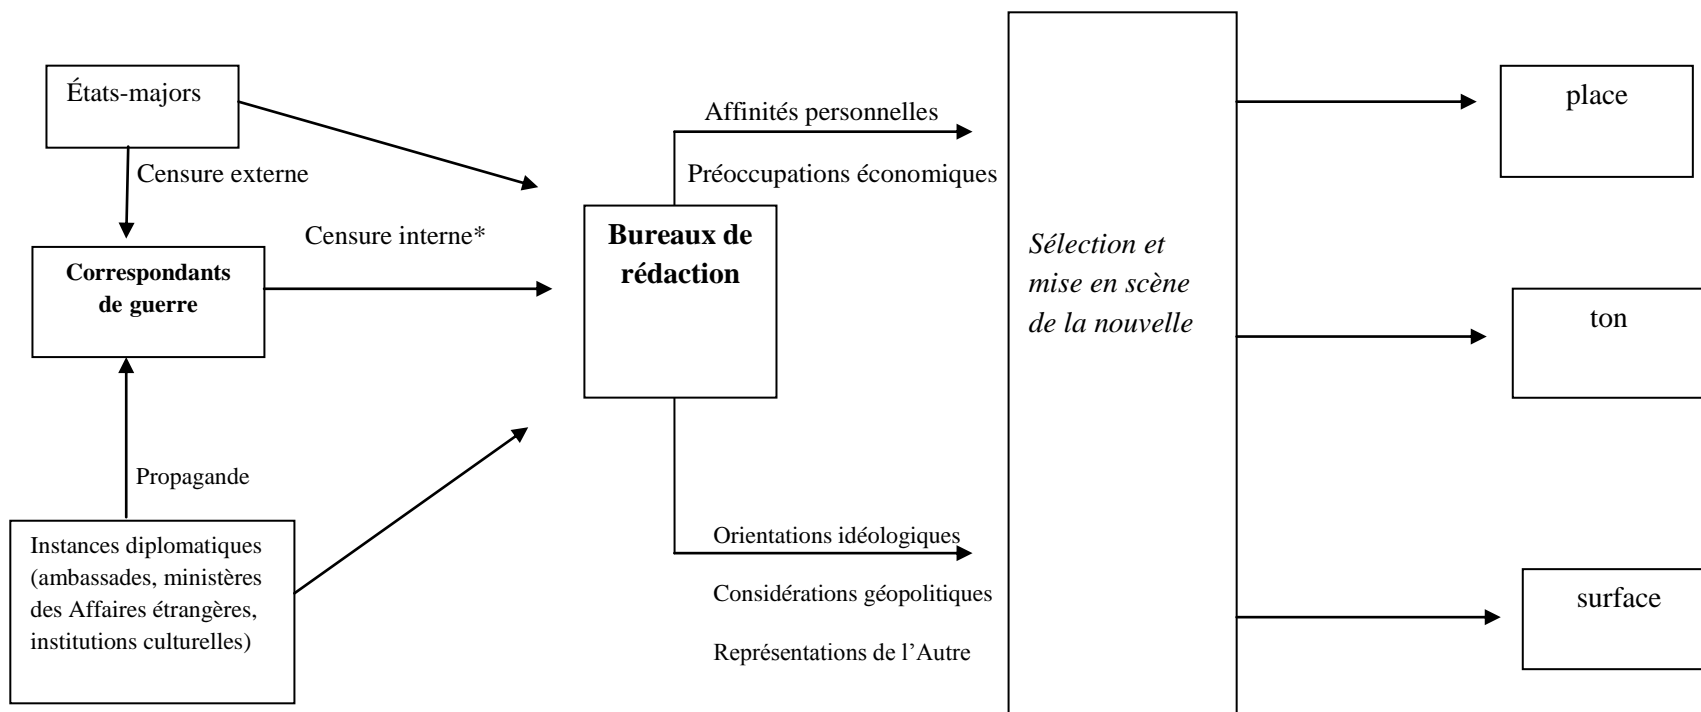 États-majors
Censure externe
Correspondants
de guerre
Censure interne*
Propagande
Instances diplomatiques
(ambassades, ministères
des Affaires étrangères,
institutions culturelles)
Bureaux de
rédaction
Affinités personnelles
Préoccupations économiques
Orientations idéologiques
Considérations géopolitiques
Représentations de l’Autre
Sélection et
mise en scène
de la nouvelle
place
ton
surface